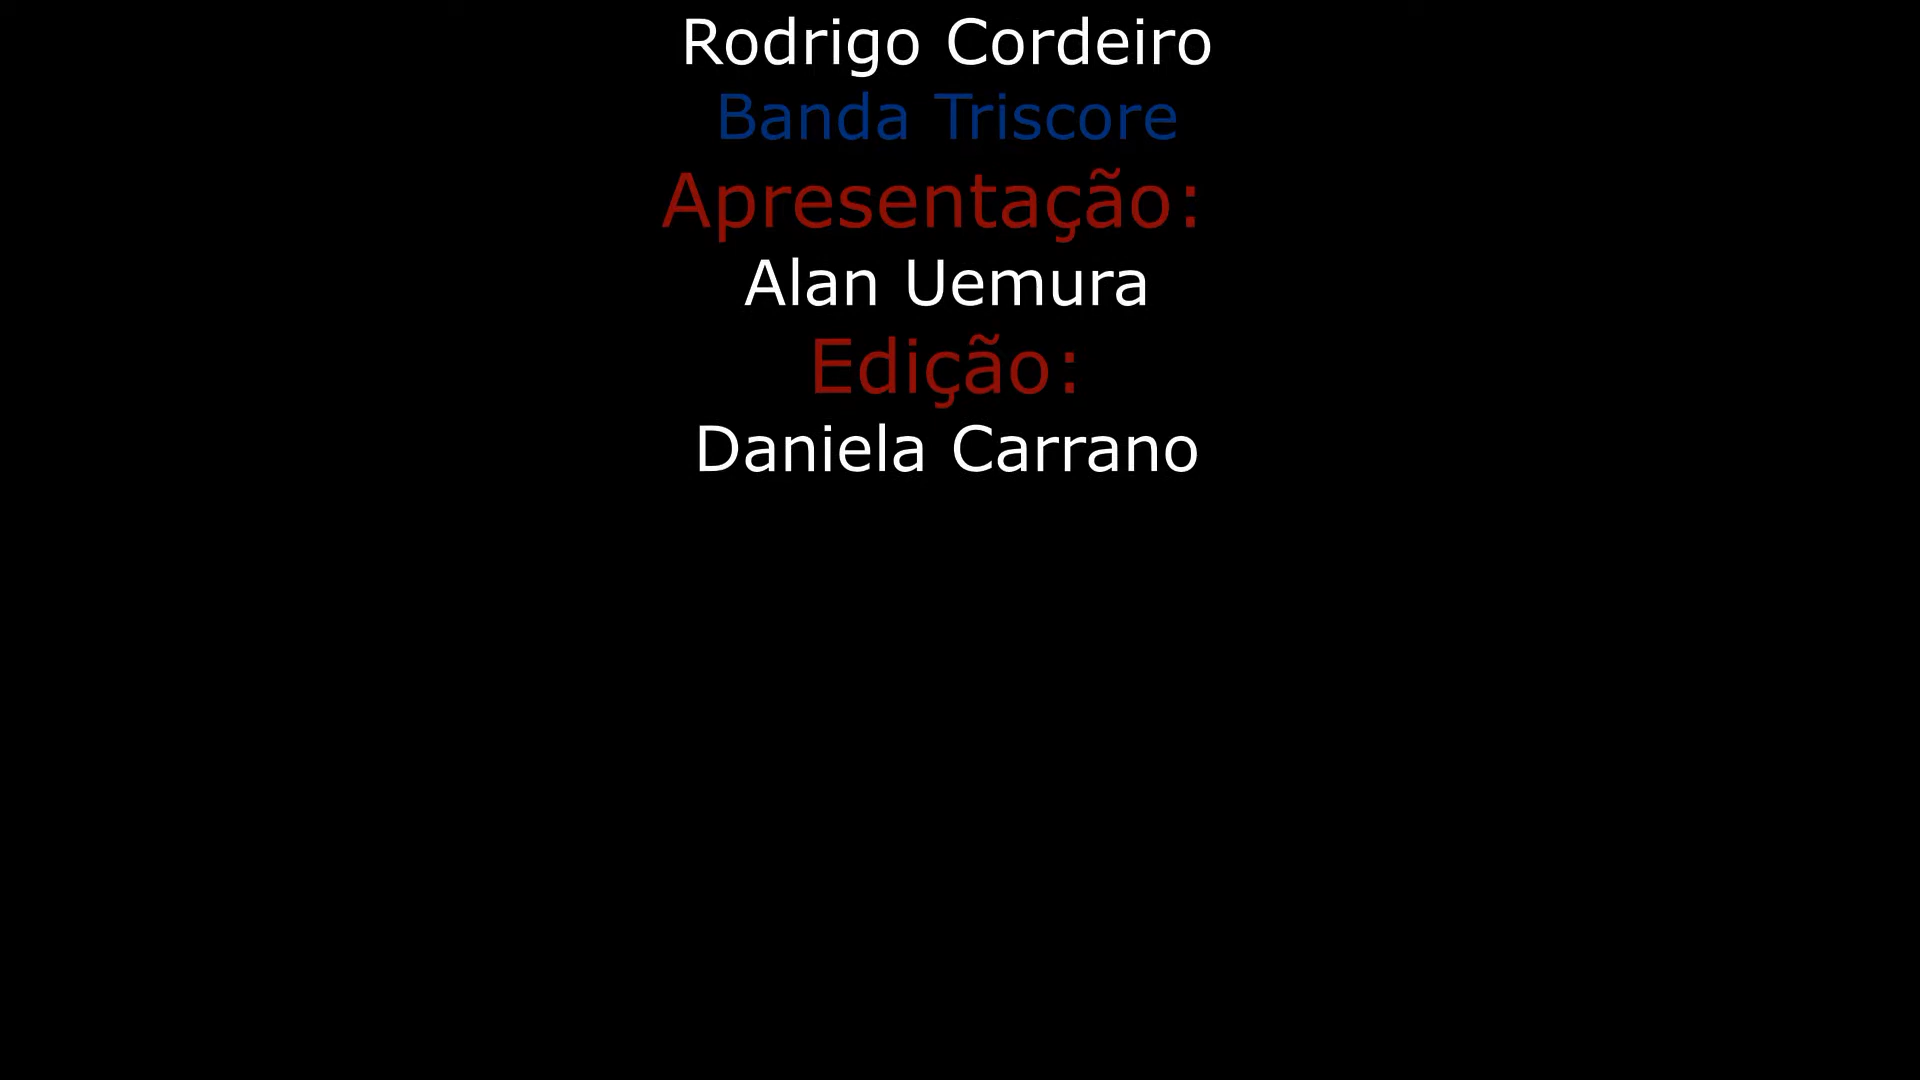 Rodrigo Cordeiro
Banda Triscore
Apresentação:
Alan Uemura
Edição:
Daniela Carrano